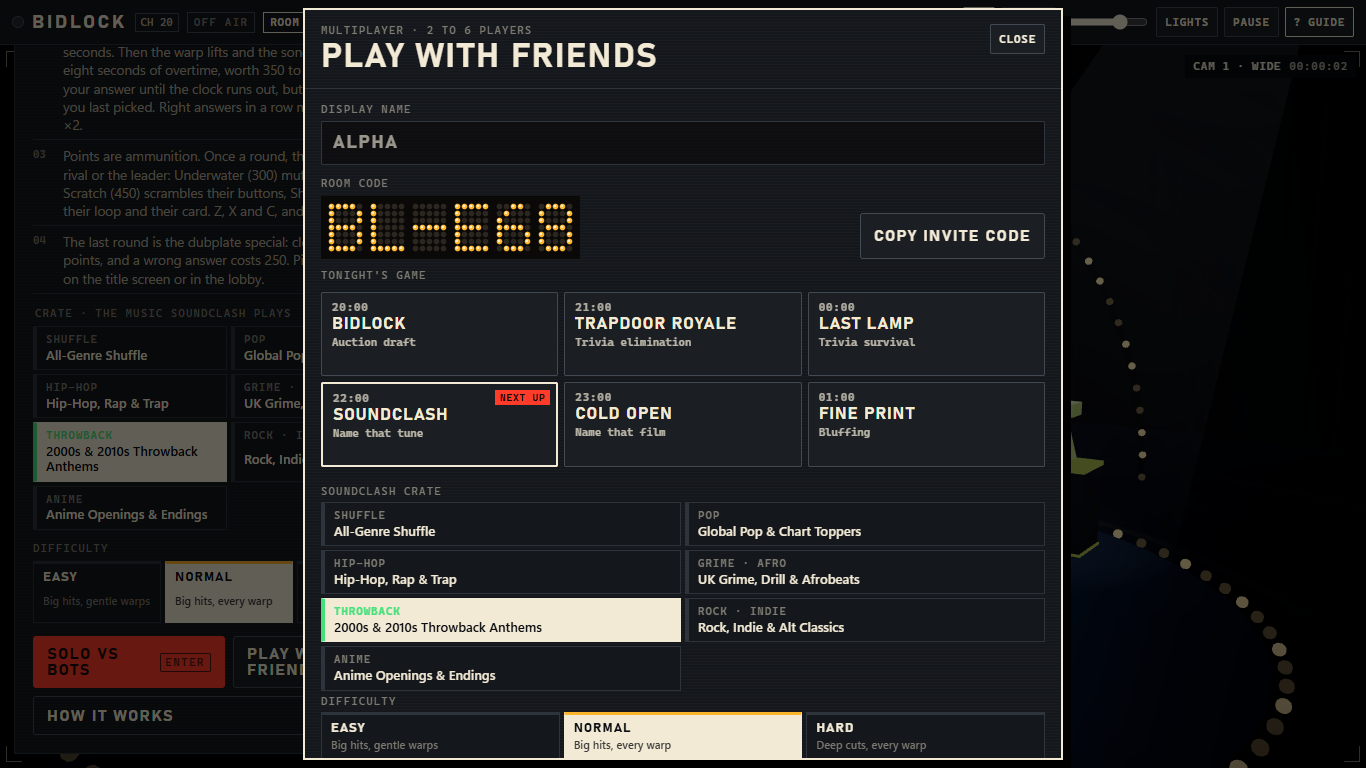 BIDLOCK
CH 20
OFF AIR
ROOM
LIGHTS
PAUSE
? GUIDE
CAM 1 · WIDE 00:00:02
seconds. Then the warp lifts and the
eight seconds of overtime, worth 350 to
your answer until the clock runs out, but
you last picked. Right answers in a row
×2.
03
Points are ammunition. Once a round,
rival or the leader: Underwater (300)
Scratch (450) scrambles their buttons,
their loop and their card. Z, X and C,
04
The last round is the dubplate special:
points, and a wrong answer costs 250.
on the title screen or in the lobby.
CRATE · THE MUSIC SOUNDCLASH PLAYS
SHUFFLE
All-Genre Shuffle
POP
Global
HIP-HOP
Hip-Hop, Rap & Trap
GRIME ·
UK Grime,
THROWBACK
2000s & 2010s Throwback
Anthems
ROCK ·
Rock,
ANIME
Anime Openings & Endings
DIFFICULTY
EASY
Big hits, gentle warps
NORMAL
Big hits, every warp
SOLO VS
BOTS
ENTER
PLAY
HOW IT WORKS
MULTIPLAYER · 2 TO 6 PLAYERS
PLAY WITH FRIENDS
CLOSE
DISPLAY NAME
ALPHA
ROOM CODE
COPY INVITE CODE
TONIGHT'S GAME
20:00
BIDLOCK
Auction draft
21:00
TRAPDOOR ROYALE
Trivia elimination
00:00
LAST LAMP
Trivia survival
22:00
NEXT UP
SOUNDCLASH
Name that tune
23:00
COLD OPEN
Name that film
01:00
FINE PRINT
Bluffing
SOUNDCLASH CRATE
SHUFFLE
All-Genre Shuffle
POP
Global Pop & Chart Toppers
HIP-HOP
Hip-Hop, Rap & Trap
GRIME · AFRO
UK Grime, Drill & Afrobeats
THROWBACK
2000s & 2010s Throwback Anthems
ROCK · INDIE
Rock, Indie & Alt Classics
ANIME
Anime Openings & Endings
DIFFICULTY
EASY
Big hits, gentle warps
NORMAL
Big hits, every warp
HARD
Deep cuts, every warp